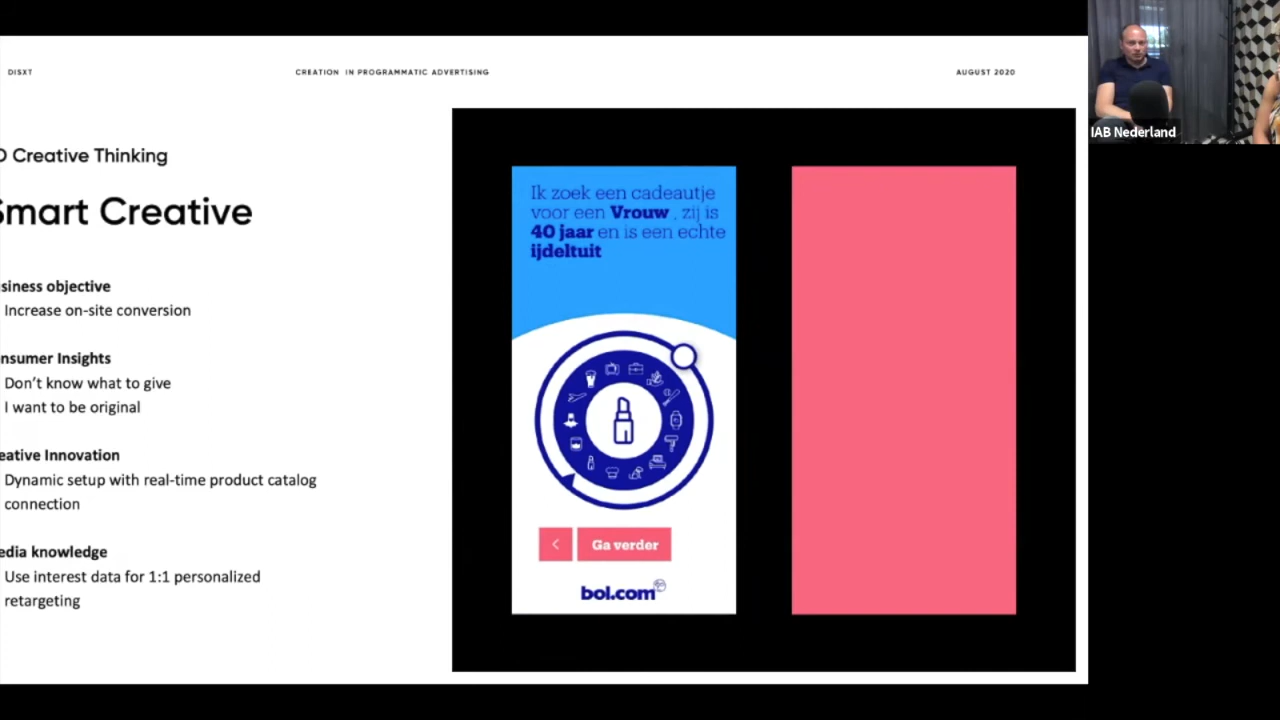 DISXT
CREATION IN PROGRAMMATIC ADVERTISING
AUGUST 2020
IAB Nederland
Creative Thinking
Smart Creative
siness objective
Increase on-site conversion
nsumer Insights
Don't know what to give
I want to be original
eative Innovation
Dynamic setup with real-time product catalog
connection
edia knowledge
Use interest data for 1:1 personalized
retargeting
Ik zoek een cadeautje
voor een Vrouw , zij is
40 jaar en is een echte
ijdeltuit
< Ga verder
bol.com